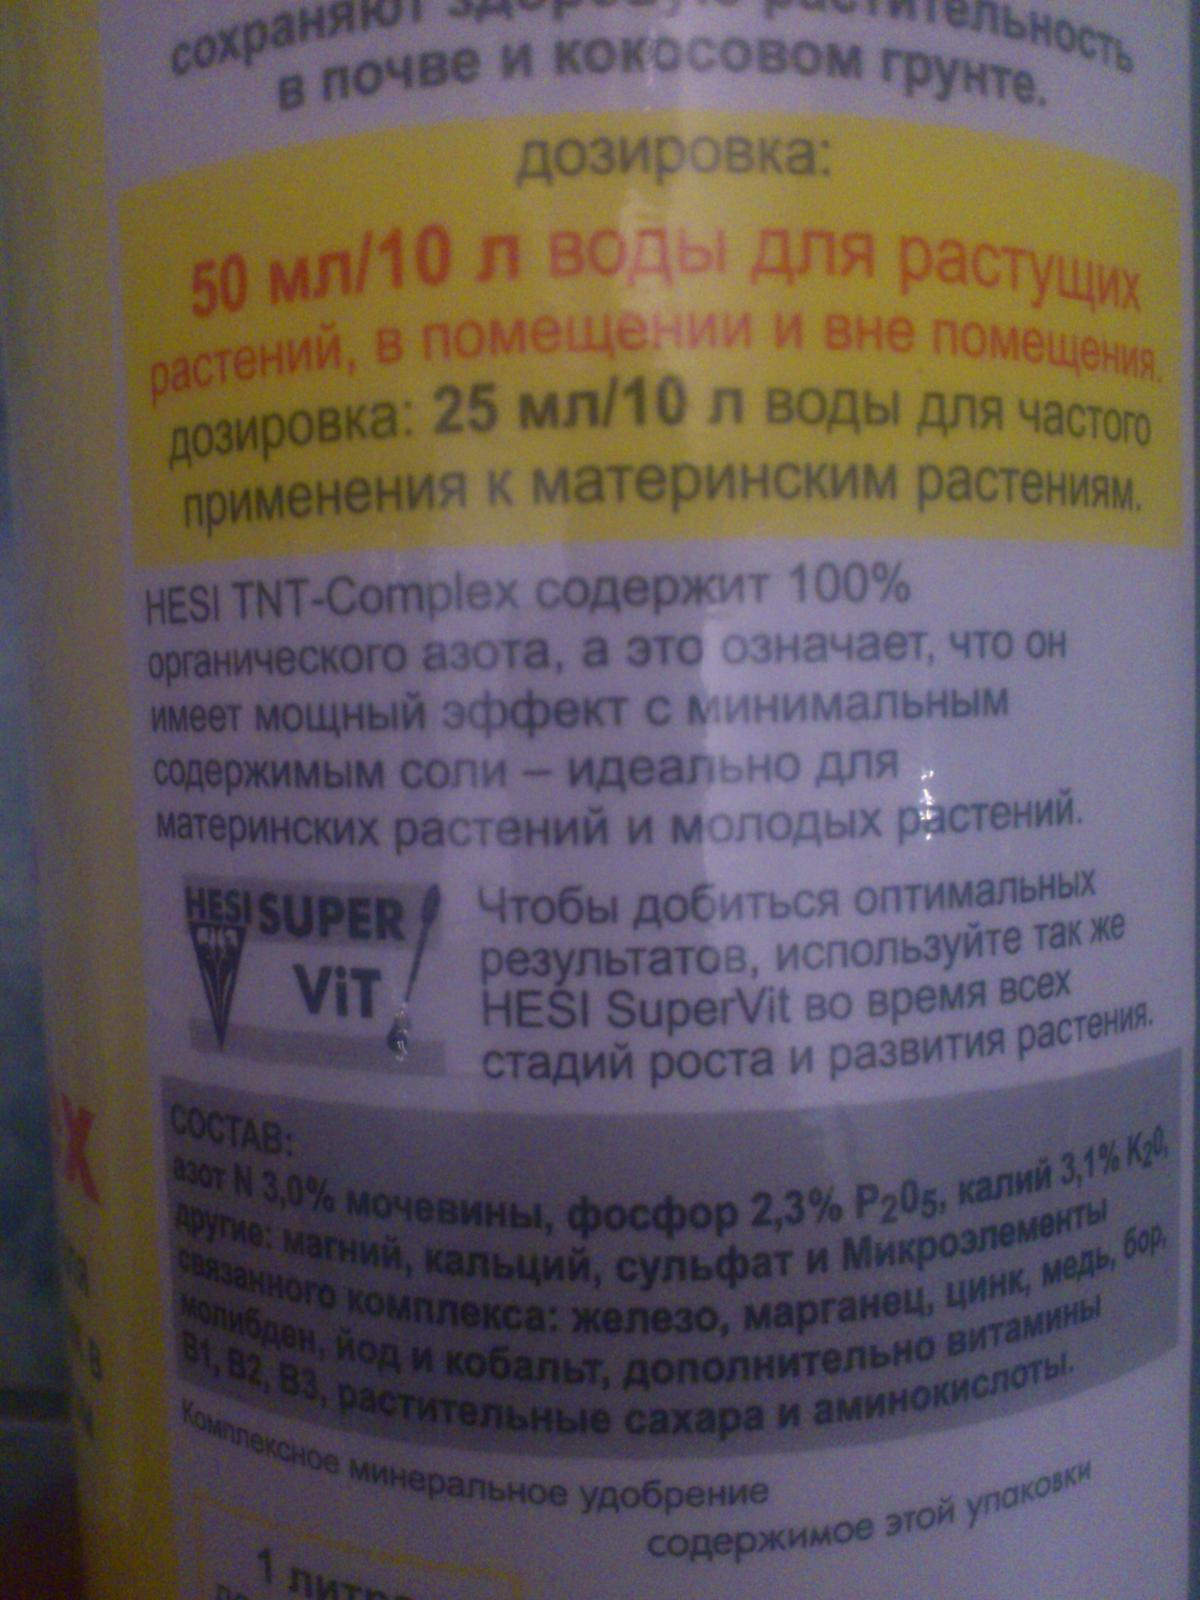 сохраняют здоровую растительность
в почве и кокосовом грунте.
дозировка:
50 мл/10 л воды для растущих
растений, в помещении и вне помещения.
дозировка: 25 мл/10 л воды для частого
применения к материнским растениям.
HESI TNT-Complex содержит 100%
органического азота, а это означает, что он
имеет мощный эффект с минимальным
содержимым соли – идеально для
материнских растений и молодых растений.
HESI SUPER
ViT
Чтобы добиться оптимальных
результатов, используйте так же
HESI SuperVit во время всех
стадий роста и развития растения.
СОСТАВ:
азот N 3,0% мочевины, фосфор 2,3% P₂0₅, калий 3,1% K₂0,
другие: магний, кальций, сульфат и Микроэлементы
связанного комплекса: железо, марганец, цинк, медь, бор,
молибден, йод и кобальт, дополнительно витамины
B1, B2, B3, растительные сахара и аминокислоты.
Комплексное минеральное удобрение
содержимое этой упаковки
1